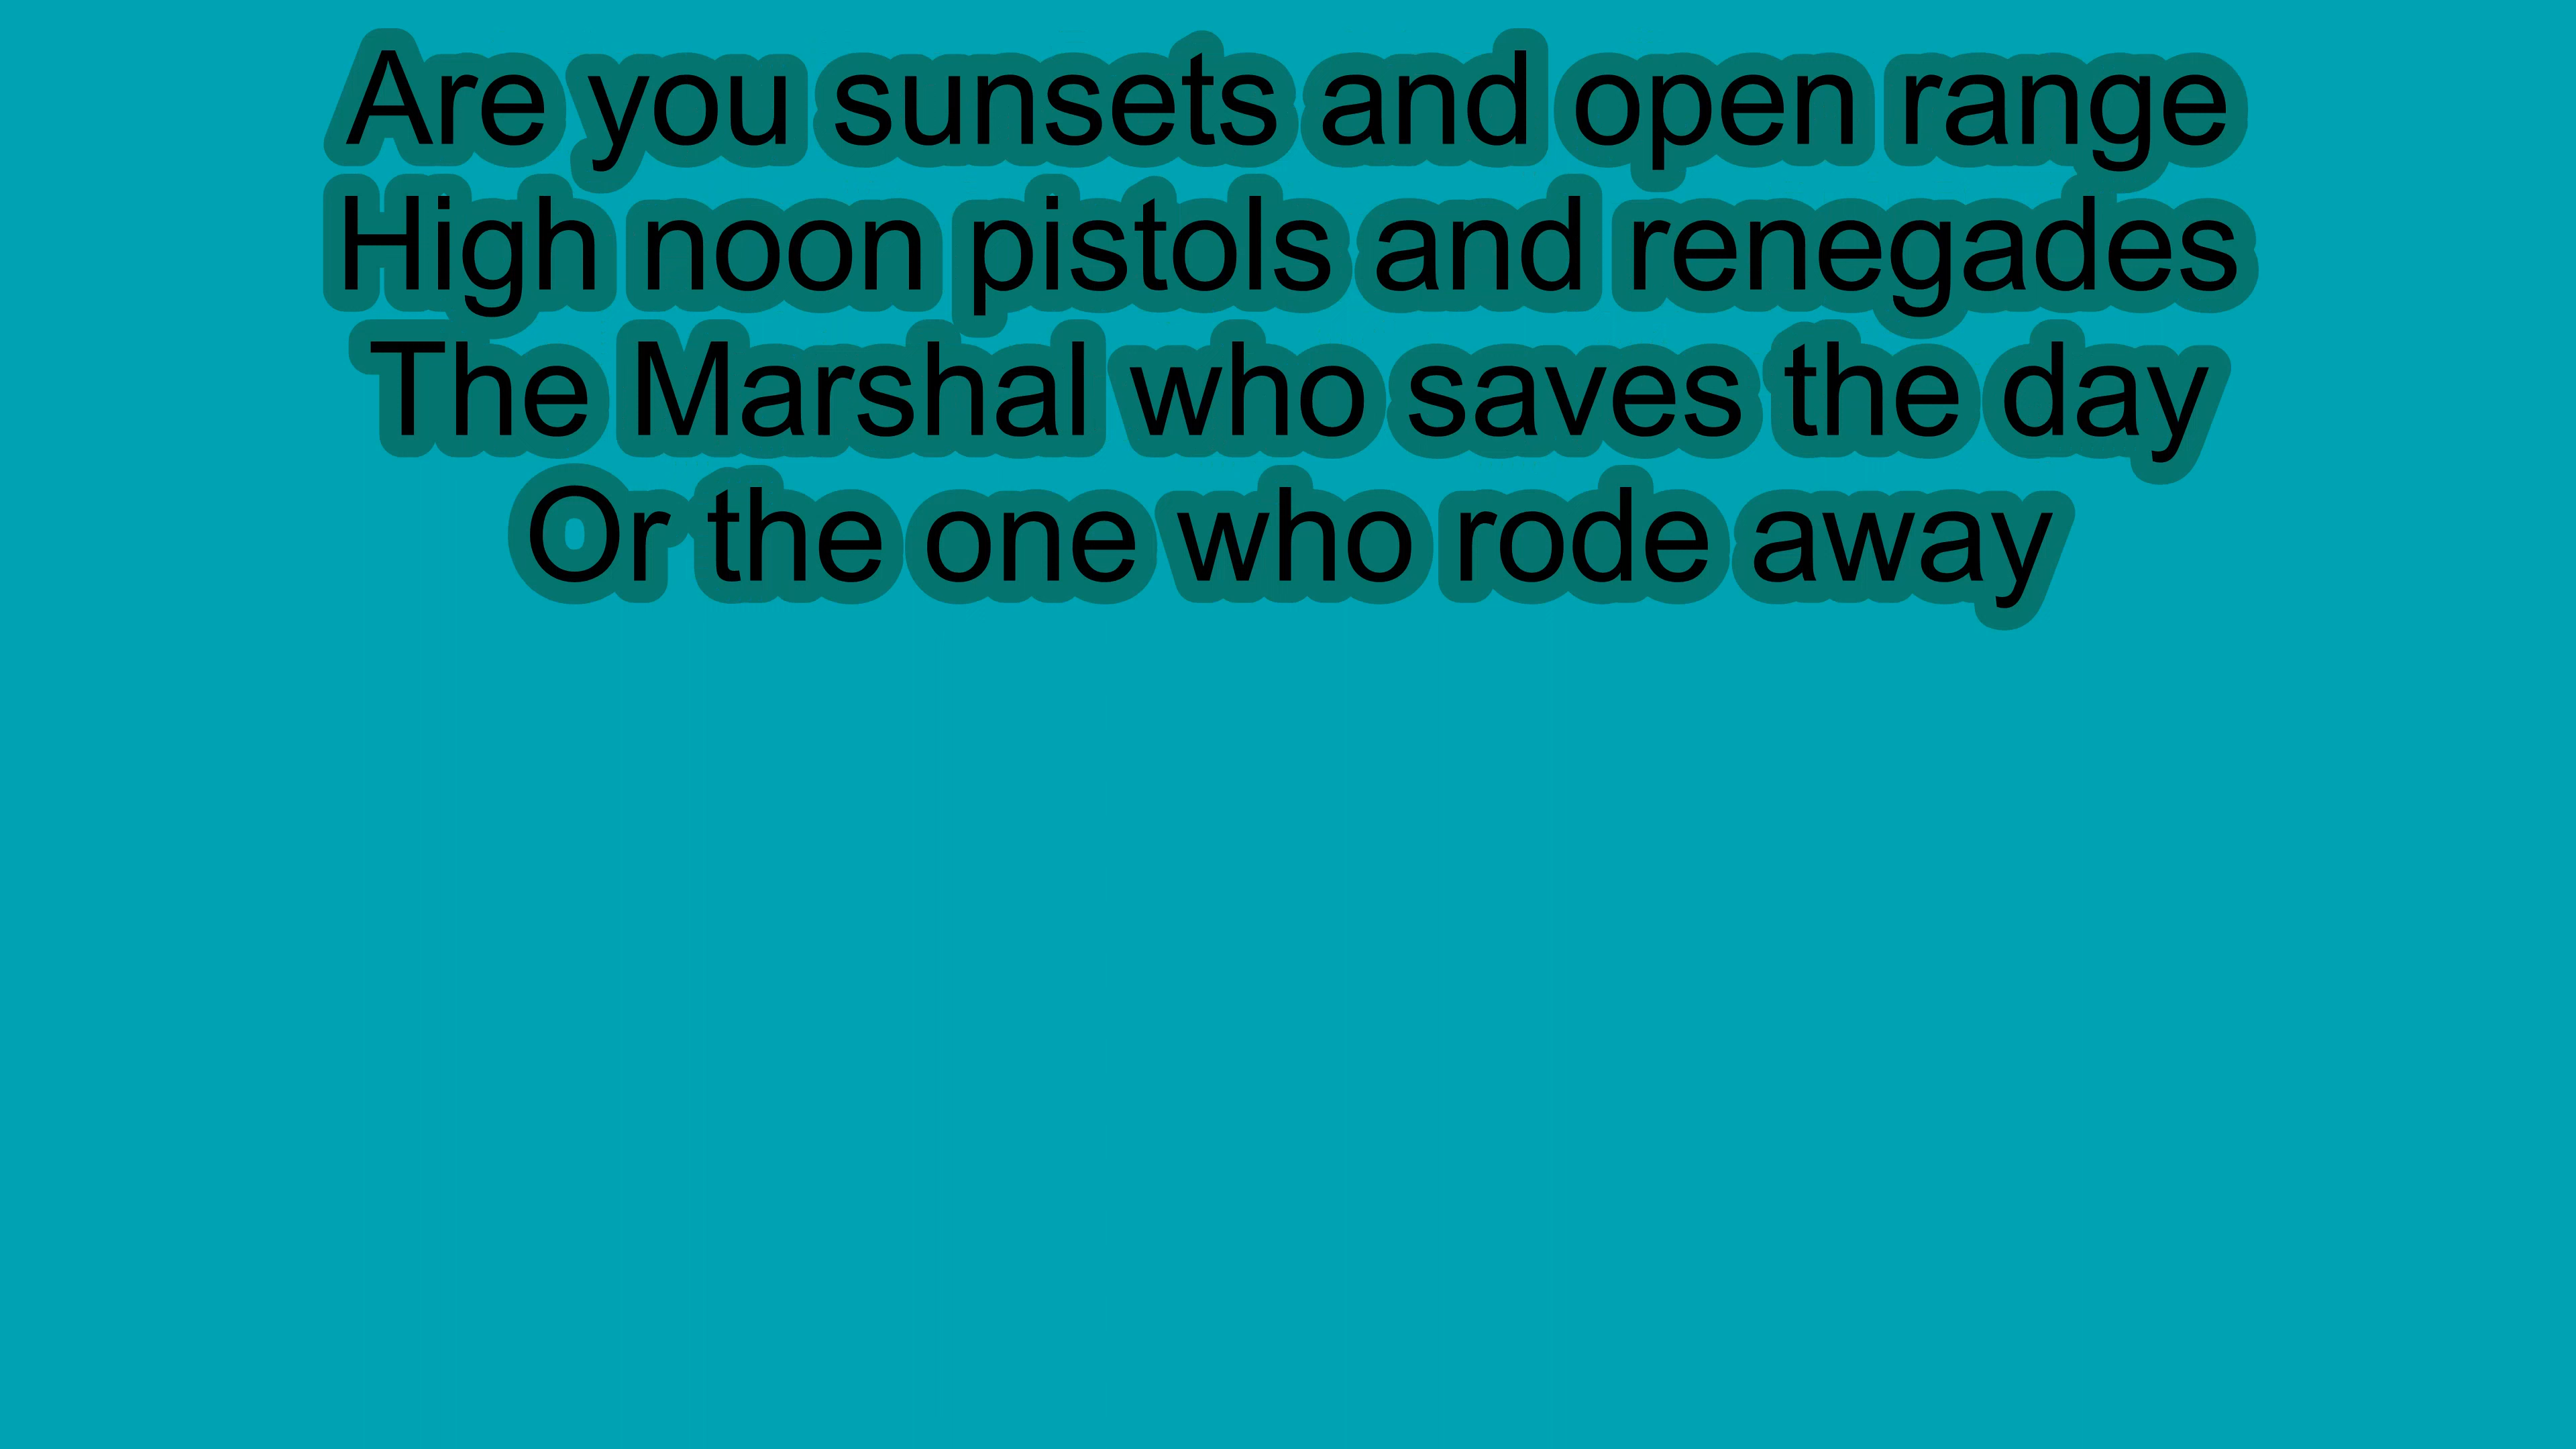 Are you sunsets and open range
High noon pistols and renegades
The Marshal who saves the day
Or the one who rode away